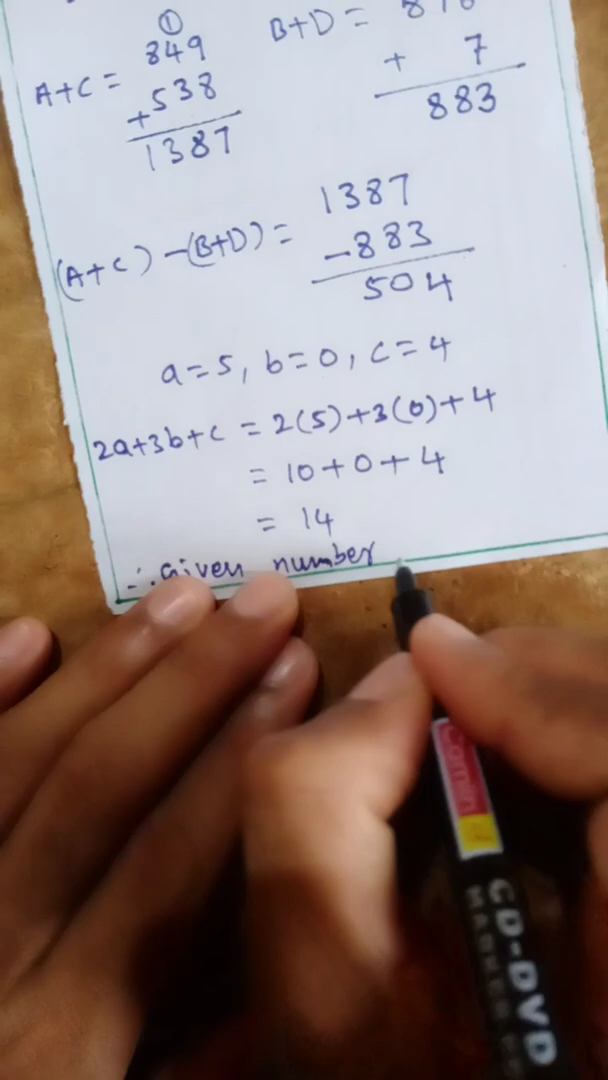 ①
849
A+C =
+538
1387
B+D =
+ 7
883
(A+C) -(B+D) =
1387
-883
504
a=5, b=0, c=4
2a+3b+c = 2(5)+3(0)+4
= 10+0+4
= 14
∴ Given number
CD-DVD
MARKER